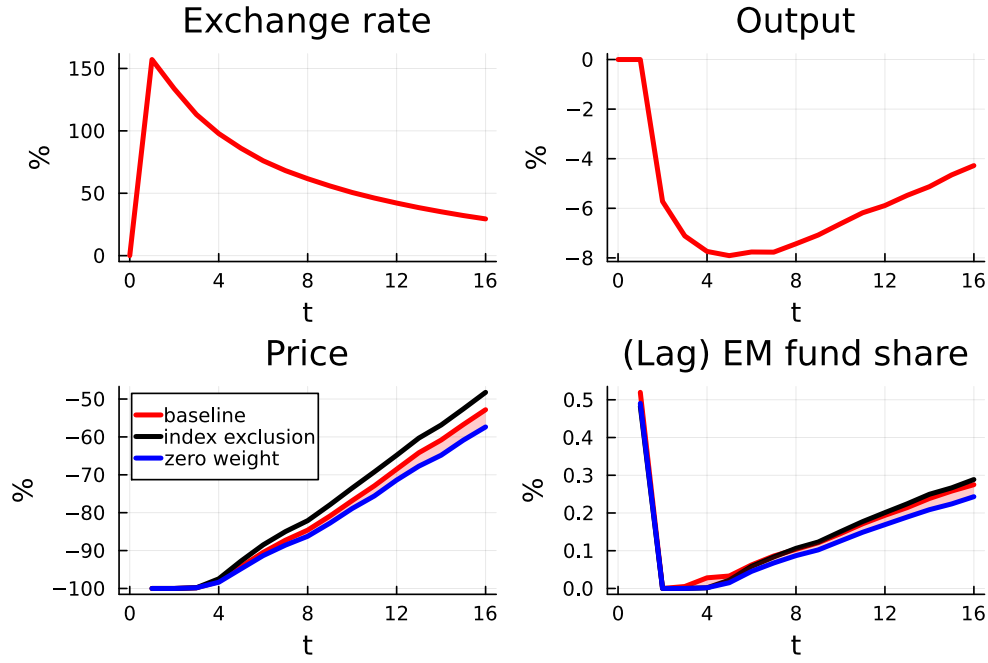 Exchange rate
150
100
50
0
%
0 4 8 12 16
t
Output
0
−2
−4
−6
−8
%
0 4 8 12 16
t
Price
−50
−60
−70
−80
−90
−100
%
baseline
index exclusion
zero weight
0 4 8 12 16
t
(Lag) EM fund share
0.5
0.4
0.3
0.2
0.1
0.0
%
0 4 8 12 16
t